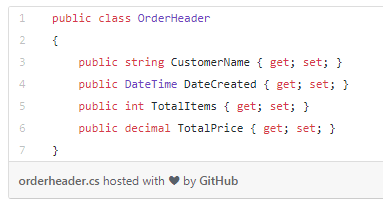 1 public class OrderHeader
2 {
3 public string CustomerName { get; set; }
4 public DateTime DateCreated { get; set; }
5 public int TotalItems { get; set; }
6 public decimal TotalPrice { get; set; }
7 }
orderheader.cs hosted with ❤ by GitHub